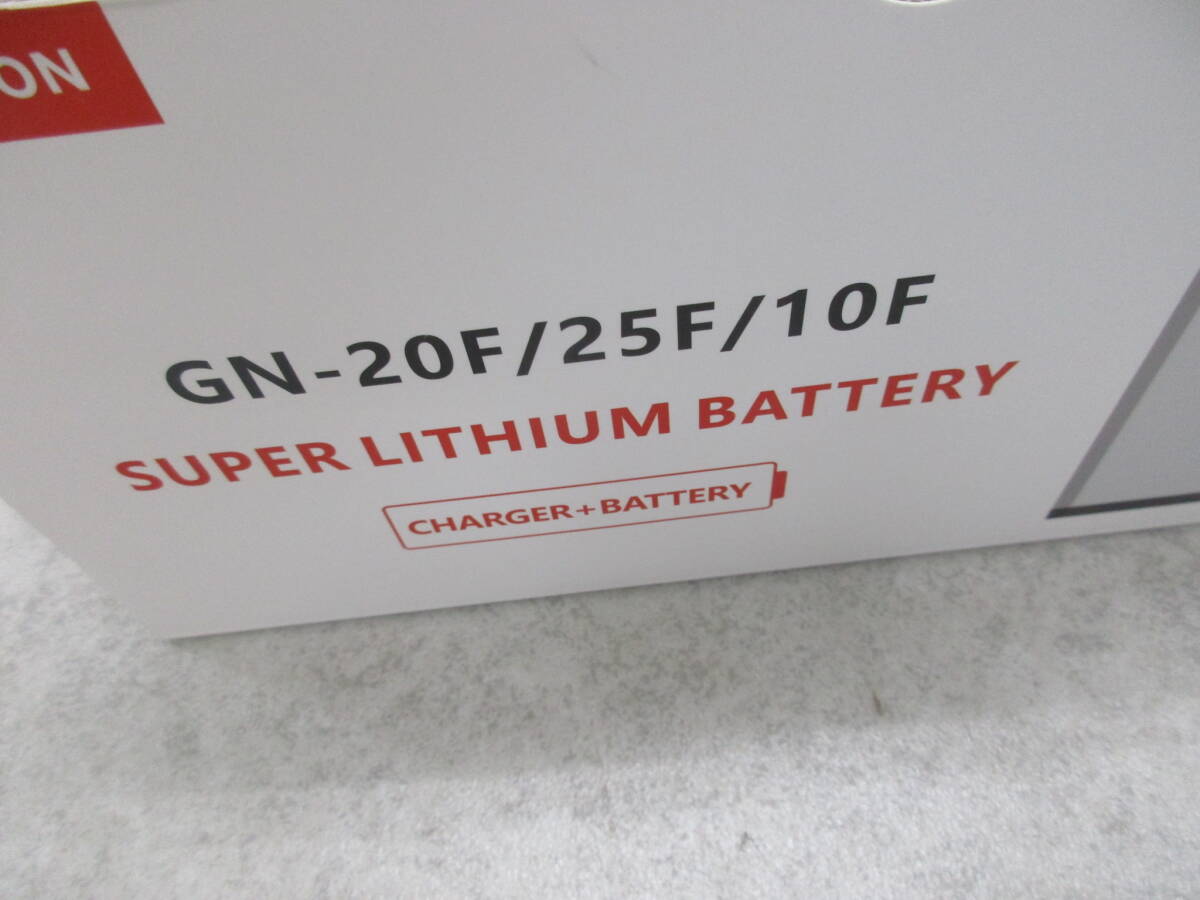 ON
GN-20F/25F/10F
SUPER LITHIUM BATTERY
CHARGER+BATTERY